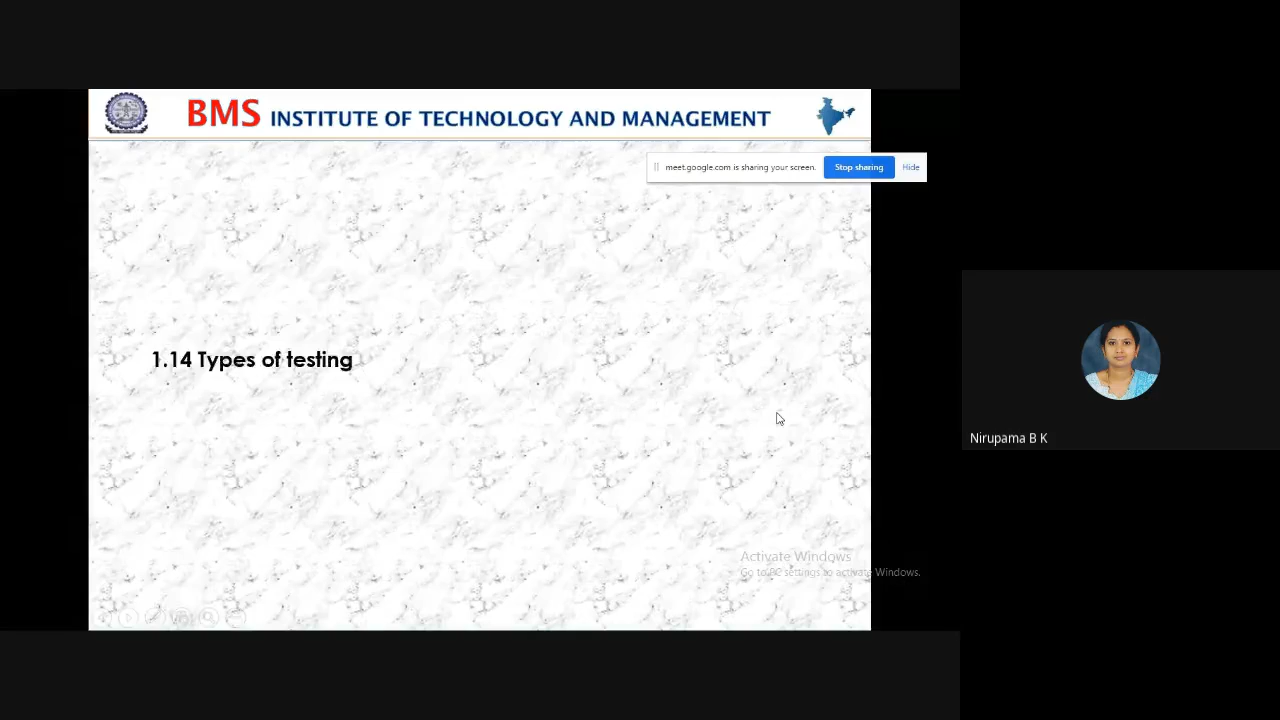 BMS INSTITUTE OF TECHNOLOGY AND MANAGEMENT
meet.google.com is sharing your screen. Stop sharing Hide
1.14 Types of testing
Nirupama B K
Activate Windows
Go to PC settings to activate Windows.